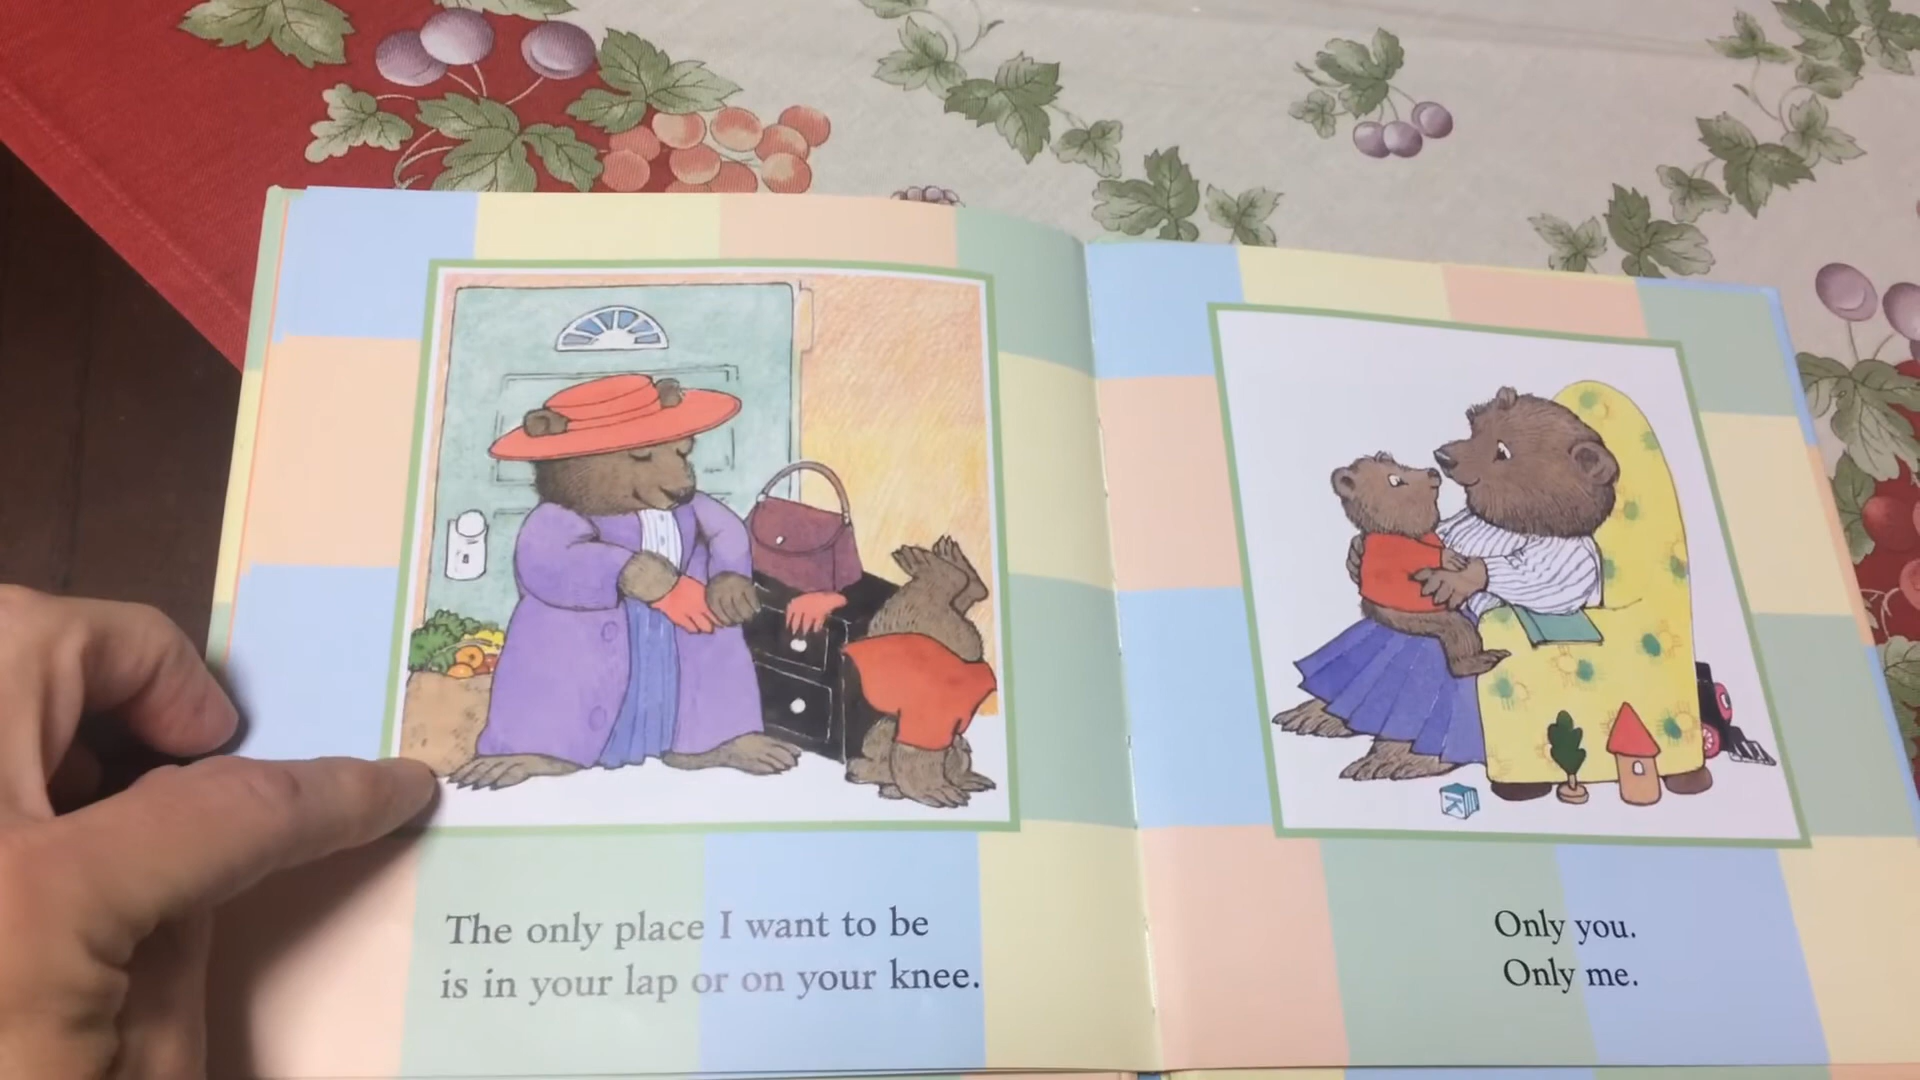 The only place I want to be
is in your lap or on your knee.
Only you.
Only me.
K